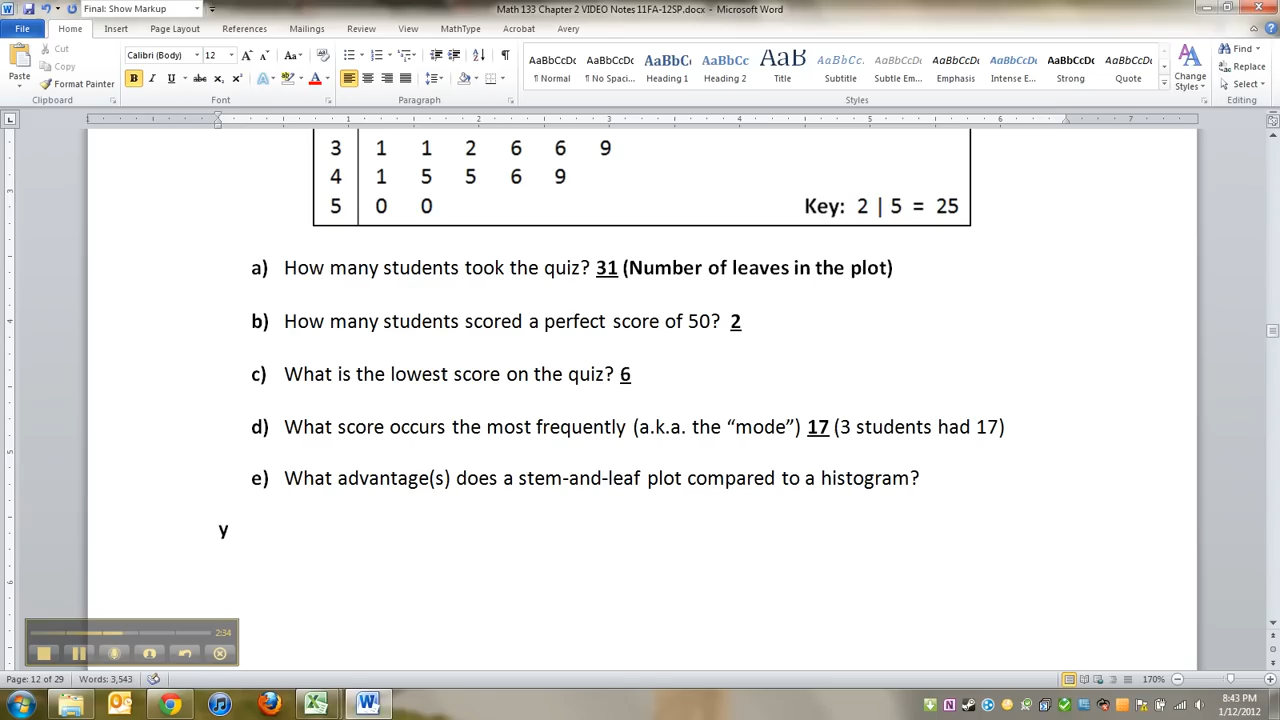 Math 133 Chapter 2 VIDEO Notes 11FA-12SP.docx - Microsoft Word
Final: Show Markup
File Home Insert Page Layout References Mailings Review View MathType Acrobat Avery
Paste
Cut
Copy
Format Painter
Clipboard
Calibri (Body) 12
B I U abc x₂ x²
Font
Paragraph
AaBbCcDc AaBbCcDc AaBbC AaBbCc AaB AaBbCc. AaBbCcDc AaBbCcDc AaBbCcDc AaBbCcDc AaBbCcDc
¶ Normal ¶ No Spaci... Heading 1 Heading 2 Title Subtitle Subtle Em... Emphasis Intense E... Strong Quote
Styles
Change Styles
Find
Replace
Select
Editing
3 1 1 2 6 6 9
4 1 5 5 6 9
5 0 0 Key: 2 | 5 = 25
a) How many students took the quiz? 31 (Number of leaves in the plot)
b) How many students scored a perfect score of 50? 2
c) What is the lowest score on the quiz? 6
d) What score occurs the most frequently (a.k.a. the “mode”) 17 (3 students had 17)
e) What advantage(s) does a stem-and-leaf plot compared to a histogram?
y
2:34
Page: 12 of 29 Words: 3,543 170%
8:43 PM
1/12/2012